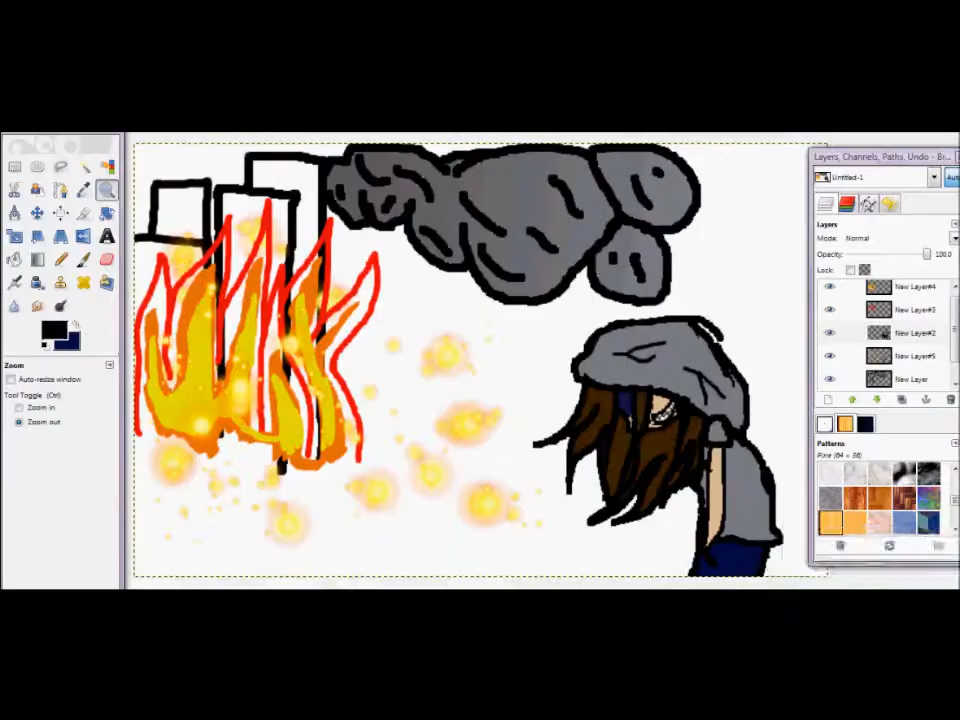 Layers, Channels, Paths, Undo - Br...
Untitled-1
Auto
Layers
Mode: Normal
Opacity: 100.0
Lock:
New Layer#4
New Layer#3
New Layer#2
New Layer#5
New Layer
Patterns
Pine (64 × 56)
Zoom
Auto-resize window
Tool Toggle (Ctrl)
Zoom in
Zoom out